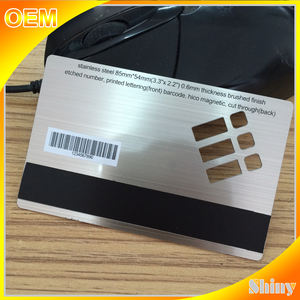 OEM
stainless steel 85mm*54mm(3.3"x 2.2") 0.6mm thickness brushed finish
etched number, printed lettering(front) barcode, hico magnetic, cut through(back)
1234567890
Shiny